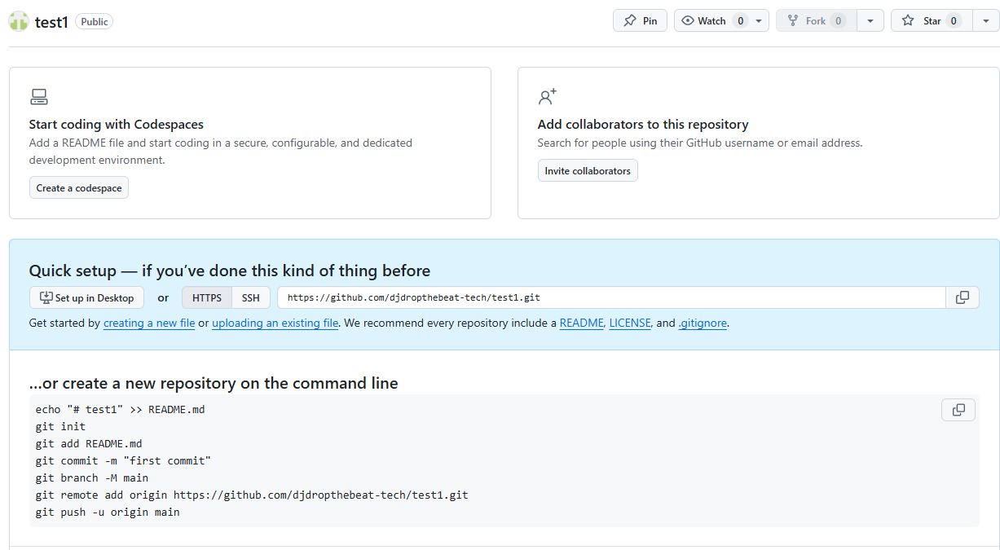 test1 Public Pin Watch 0 Fork 0 Star 0
Start coding with Codespaces
Add a README file and start coding in a secure, configurable, and dedicated
development environment.
Create a codespace
Add collaborators to this repository
Search for people using their GitHub username or email address.
Invite collaborators
Quick setup — if you’ve done this kind of thing before
Set up in Desktop or HTTPS SSH https://github.com/djdropthebeat-tech/test1.git
Get started by creating a new file or uploading an existing file. We recommend every repository include a README, LICENSE, and .gitignore.
…or create a new repository on the command line
echo "# test1" >> README.md
git init
git add README.md
git commit -m "first commit"
git branch -M main
git remote add origin https://github.com/djdropthebeat-tech/test1.git
git push -u origin main